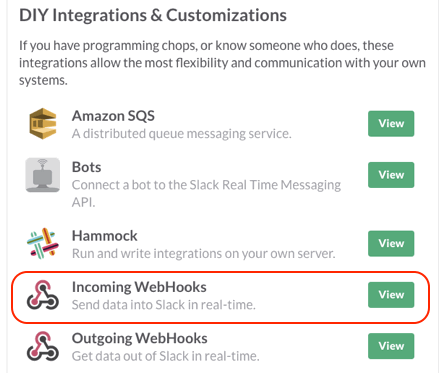 DIY Integrations & Customizations
If you have programming chops, or know someone who does, these
integrations allow the most flexibility and communication with your own
systems.
Amazon SQS
A distributed queue messaging service.
View
Bots
Connect a bot to the Slack Real Time Messaging
API.
View
Hammock
Run and write integrations on your own server.
View
Incoming WebHooks
Send data into Slack in real-time.
View
Outgoing WebHooks
Get data out of Slack in real-time.
View